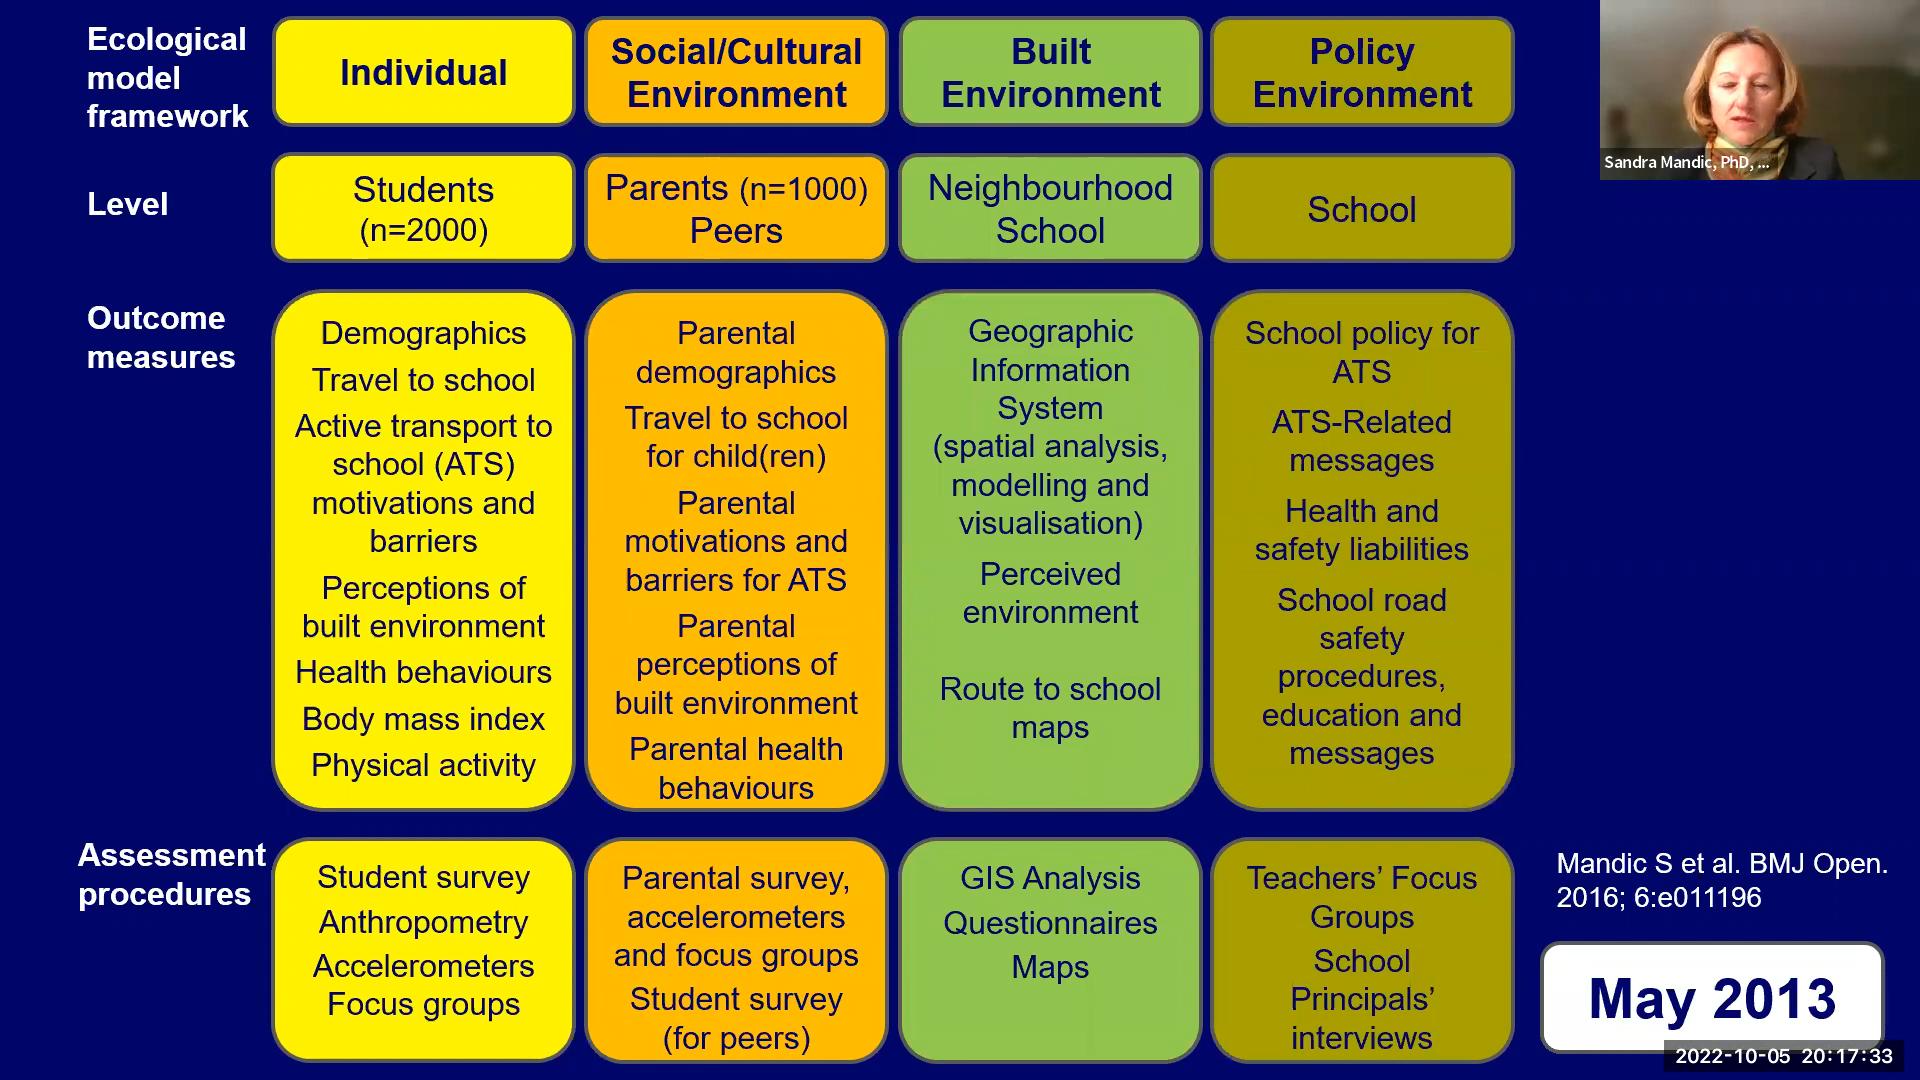 Ecological
model
framework
Individual
Social/Cultural
Environment
Built
Environment
Policy
Environment
Sandra Mandic, PhD, ...
Level
Students
(n=2000)
Parents (n=1000)
Peers
Neighbourhood
School
School
Outcome
measures
Demographics
Travel to school
Active transport to
school (ATS)
motivations and
barriers
Perceptions of
built environment
Health behaviours
Body mass index
Physical activity
Parental
demographics
Travel to school
for child(ren)
Parental
motivations and
barriers for ATS
Parental
perceptions of
built environment
Parental health
behaviours
Geographic
Information
System
(spatial analysis,
modelling and
visualisation)
Perceived
environment
Route to school
maps
School policy for
ATS
ATS-Related
messages
Health and
safety liabilities
School road
safety
procedures,
education and
messages
Assessment
procedures
Student survey
Anthropometry
Accelerometers
Focus groups
Parental survey,
accelerometers
and focus groups
Student survey
(for peers)
GIS Analysis
Questionnaires
Maps
Teachers’ Focus
Groups
School
Principals’
interviews
Mandic S et al. BMJ Open.
2016; 6:e011196
May 2013
2022-10-05 20:17:33